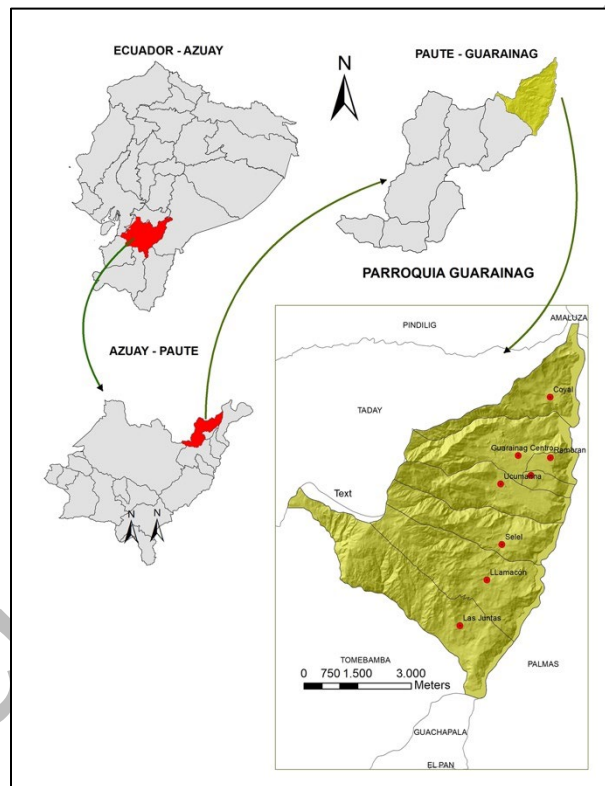 ECUADOR - AZUAY
N
PAUTE - GUARAINAG
PARROQUIA GUARAINAG
AZUAY - PAUTE
N N
AMALUZA
PINDILIG
Coyal
TADAY
Guarainag Centro
Ramaran
Text
Selel
LLamacon
Las Juntas
TOMEBAMBA
PALMAS
0 750 1.500 3.000
Meters
GUACHAPALA
EL PAN